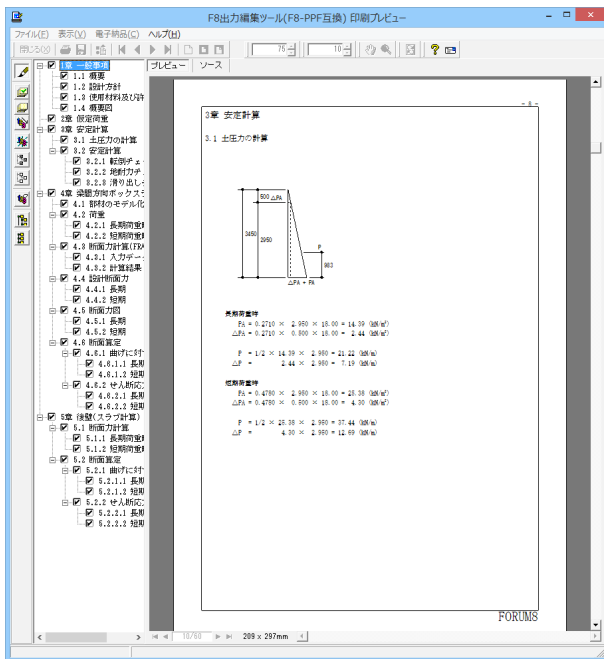 F8出力編集ツール(F8-PPF互換) 印刷プレビュー
ファイル(F) 表示(V) 電子納品(C) ヘルプ(H)
閉じる(X)
75
10
プレビュー ソース
1章 一般事項
1.1 概要
1.2 設計方針
1.3 使用材料及び許
1.4 概要図
2章 仮定荷重
3章 安定計算
3.1 土圧力の計算
3.2 安定計算
3.2.1 転倒チェ
3.2.2 地耐力チ
3.2.3 滑り出し
4章 梁間方向ボックス
4.1 部材のモデル化
4.2 荷重
4.2.1 長期荷重
4.2.2 短期荷重
4.3 断面力計算(FRA
4.3.1 入力デー
4.3.2 計算結果
4.4 設計断面力
4.4.1 長期
4.4.2 短期
4.5 断面力図
4.5.1 長期
4.5.2 短期
4.6 断面算定
4.6.1 曲げに対
4.6.1.1 長期
4.6.1.2 短期
4.6.2 せん断応
4.6.2.1 長期
4.6.2.2 短期
5章 後壁(スラブ計算)
5.1 断面力計算
5.1.1 長期荷重
5.1.2 短期荷重
5.2 断面算定
5.2.1 曲げに対
5.2.1.1 長期
5.2.1.2 短期
5.2.2 せん断応
5.2.2.1 長期
5.2.2.2 短期
- 8 -
3章 安定計算
3.1 土圧力の計算
500 △PA
3450
2950
P
983
△PA + PA
長期荷重時
PA = 0.2710 × 2.950 × 18.00 = 14.39 (kN/m²)
△PA = 0.2710 × 0.500 × 18.00 = 2.44 (kN/m²)
P = 1/2 × 14.39 × 2.950 = 21.22 (kN/m)
△P = 2.44 × 2.950 = 7.19 (kN/m)
短期荷重時
PA = 0.4780 × 2.950 × 18.00 = 25.38 (kN/m²)
△PA = 0.4780 × 0.500 × 18.00 = 4.30 (kN/m²)
P = 1/2 × 25.38 × 2.950 = 37.44 (kN/m)
△P = 4.30 × 2.950 = 12.69 (kN/m)
FORUM8
10/60
209 x 297mm